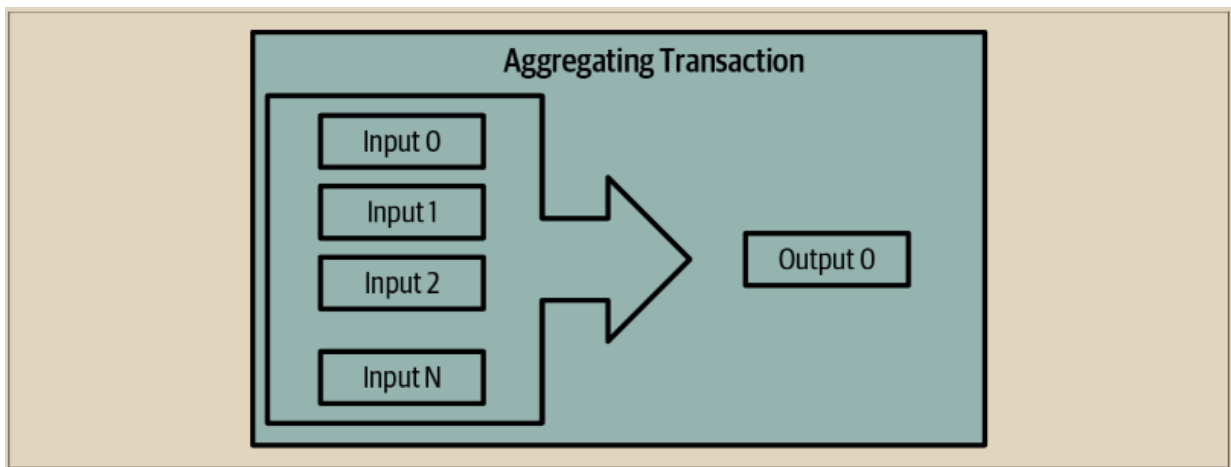 Aggregating Transaction
Input 0
Input 1
Input 2
Input N
Output 0